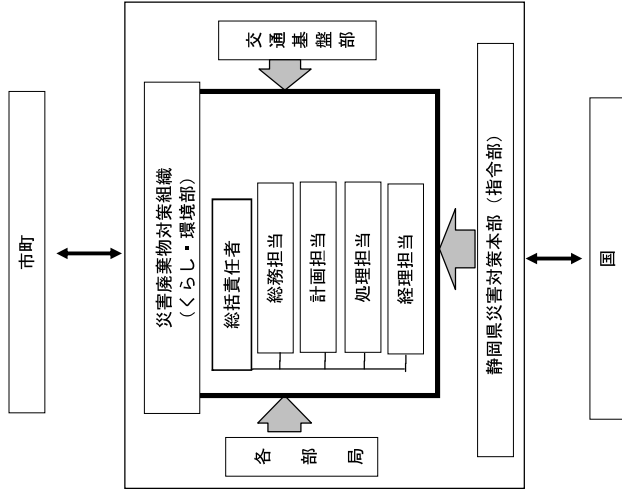 市町
災害廃棄物対策組織
(くらし・環境部)
総括責任者
総務担当
計画担当
処理担当
経理担当
交通基盤部
各部局
静岡県災害対策本部(指令部)
国